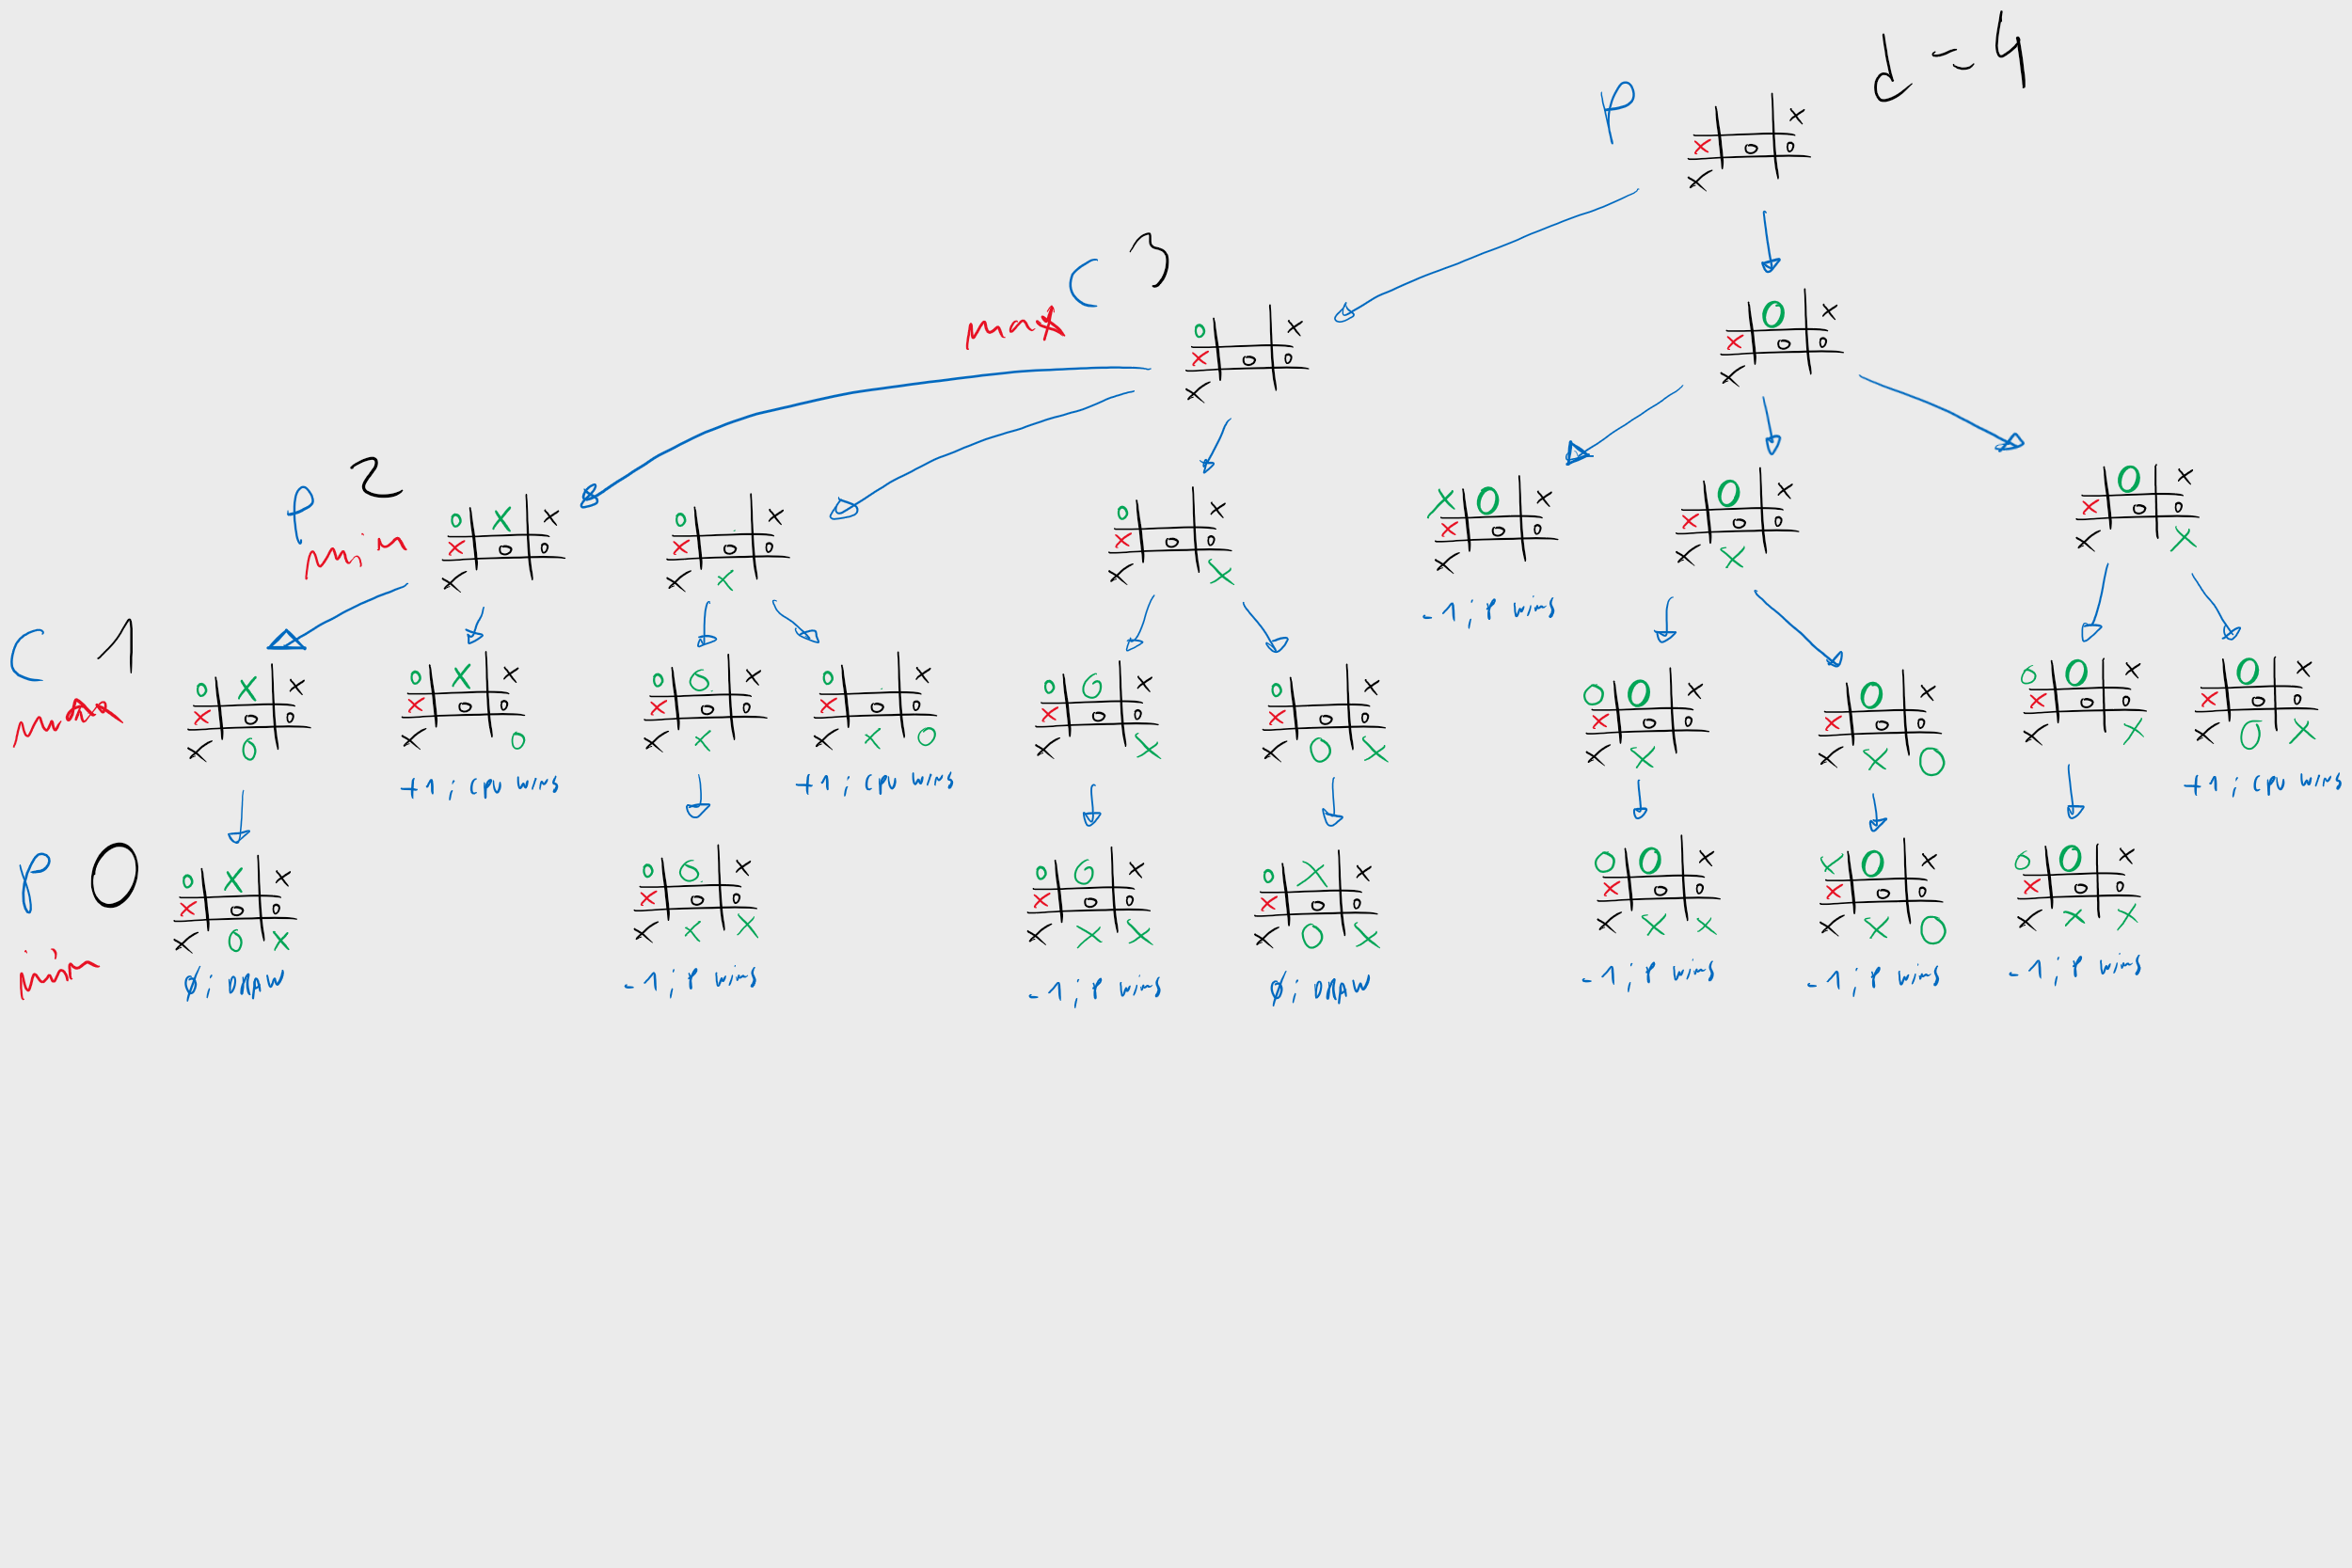 d = 4
P
X
X O O
X
C 3
max
O X
X O O
X
O X
X O O
X
P 2
min
O X X
X O O
X
O X
X O O
X X
O X
X O O
X X
X O X
X O O
X
-1; P wins
O X
X O O
X X
O X
X O O
X X
C 1
max
O X X
X O O
X O
O X X
X O O
X O
+1; CPU WINS
O O X
X O O
X X
O X
X O O
X X O
+1; CPU WINS
O O X
X O O
X X
O X
X O O
X O X
O O X
X O O
X X
O X
X O O
X X O
O O X
X O O
X X
O X
X O O
X O X
+1; CPU WINS
P 0
min
O X X
X O O
X O X
Ø; DRAW
O O X
X O O
X X X
-1; P wins
O O X
X O O
X X X
-1; P wins
O X X
X O O
X O X
Ø; DRAW
O O X
X O O
X X X
-1; P wins
X O X
X O O
X X O
-1; P wins
O O X
X O O
X X X
-1; P wins